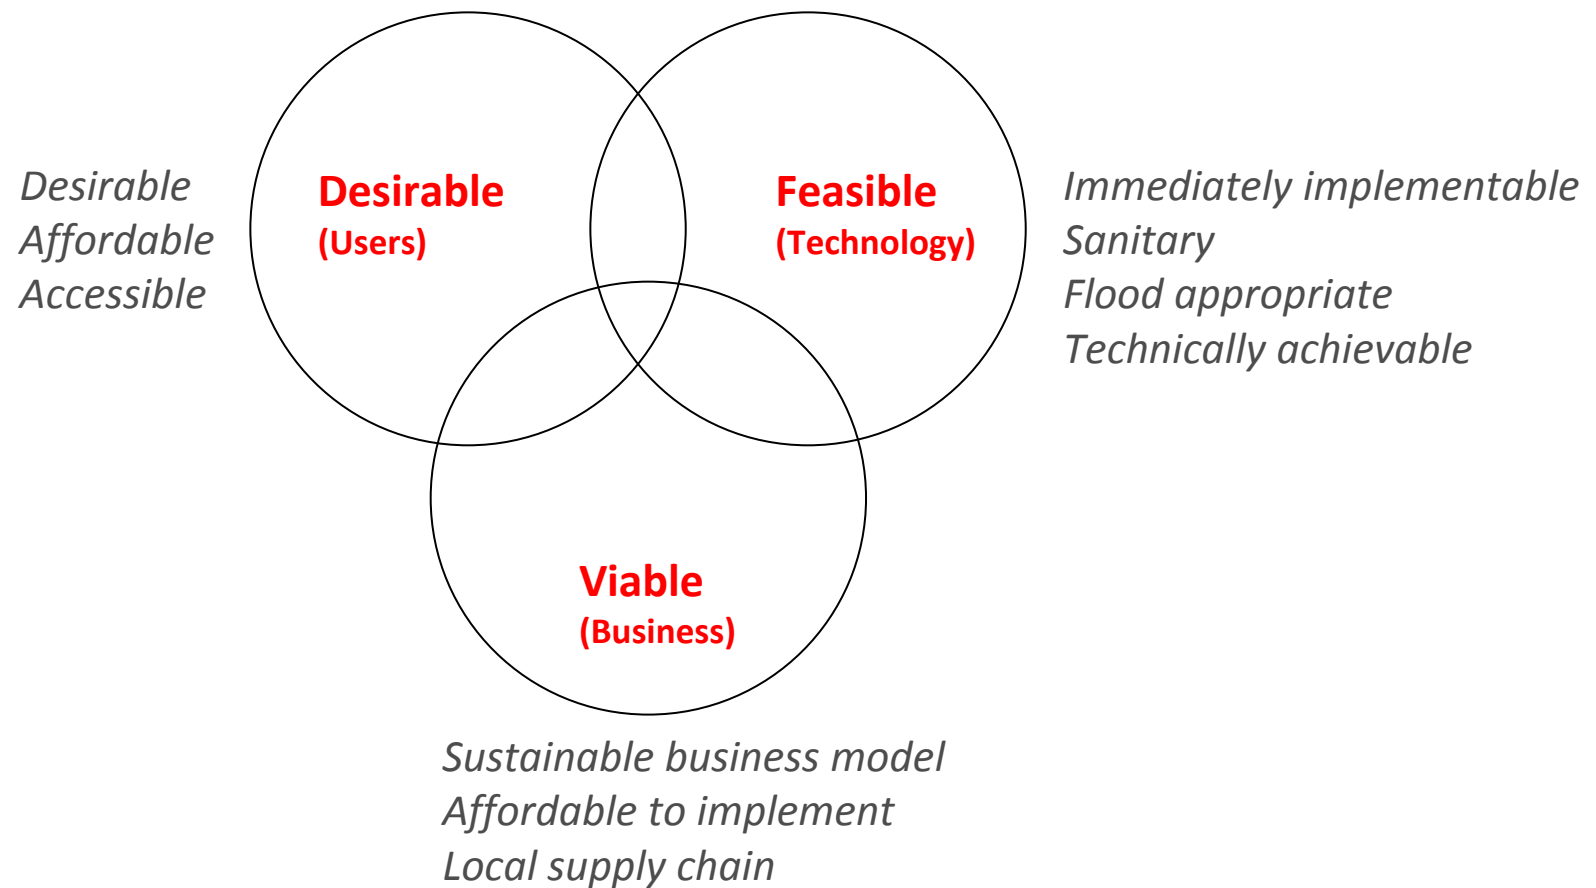 Desirable
Affordable
Accessible
Desirable
(Users)
Feasible
(Technology)
Immediately implementable
Sanitary
Flood appropriate
Technically achievable
Viable
(Business)
Sustainable business model
Affordable to implement
Local supply chain